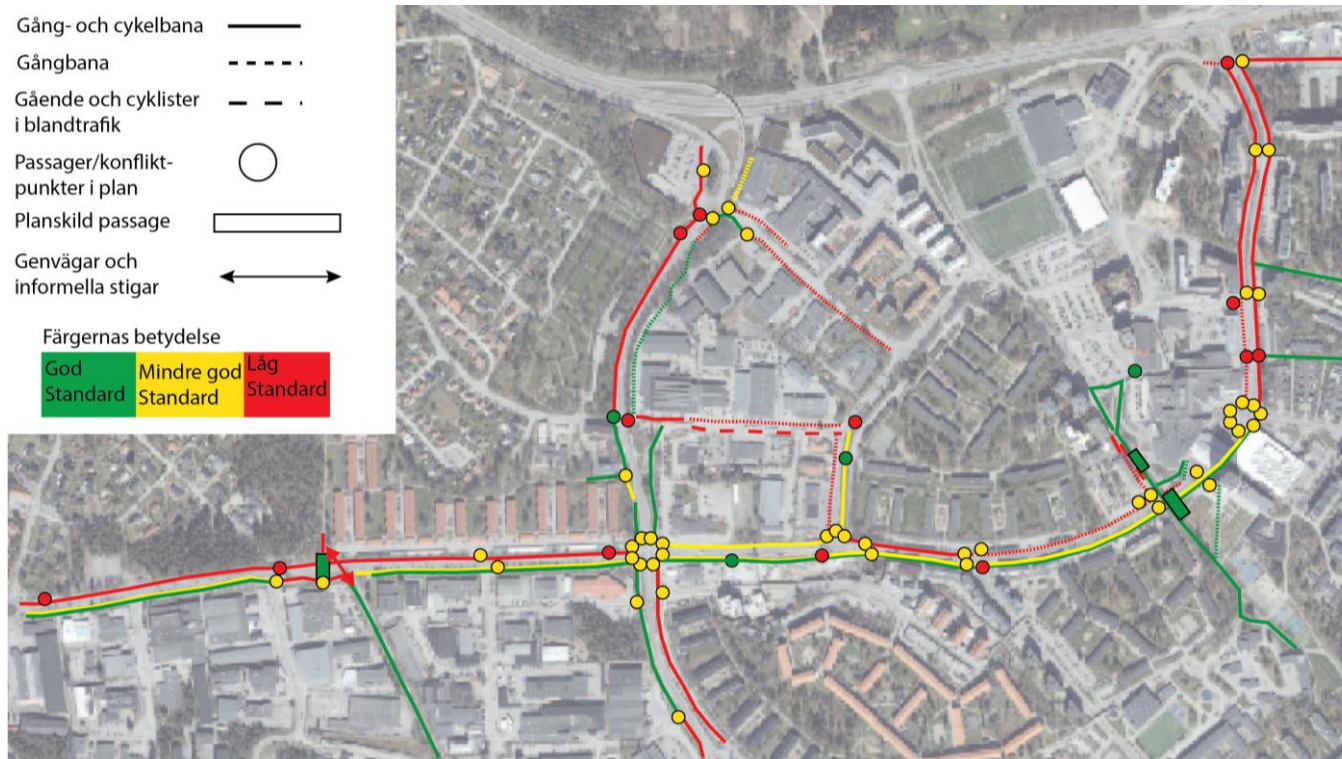 Gång- och cykelbana
Gångbana
Gående och cyklister
i blandtrafik
Passager/konflikt-
punkter i plan
Planskild passage
Genvägar och
informella stigar
Färgernas betydelse
God
Standard
Mindre god
Standard
Låg
Standard